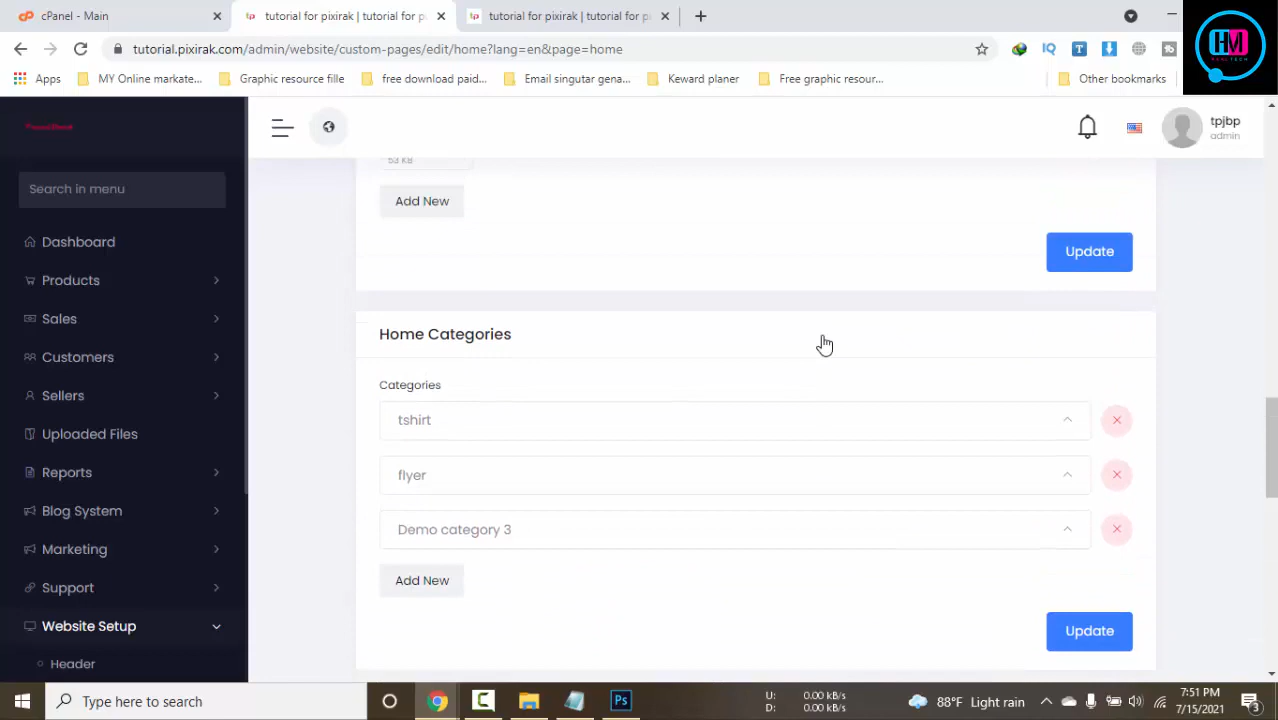 cPanel - Main
tutorial for pixirak | tutorial for p
tutorial for pixirak | tutorial for p
tutorial.pixirak.com/admin/website/custom-pages/edit/home?lang=en&page=home
Apps
MY Online markate...
Graphic resource fille
free download paid...
Email singutar gena...
Keward planer
Free graphic resour...
Other bookmarks
HM
tpjbp
admin
Search in menu
Dashboard
Products
Sales
Customers
Sellers
Uploaded Files
Reports
Blog System
Marketing
Support
Website Setup
Header
53 KB
Add New
Update
Home Categories
Categories
tshirt
flyer
Demo category 3
Add New
Update
Type here to search
U: 0.00 kB/s
D: 0.00 kB/s
88°F Light rain
7:51 PM
7/15/2021
3